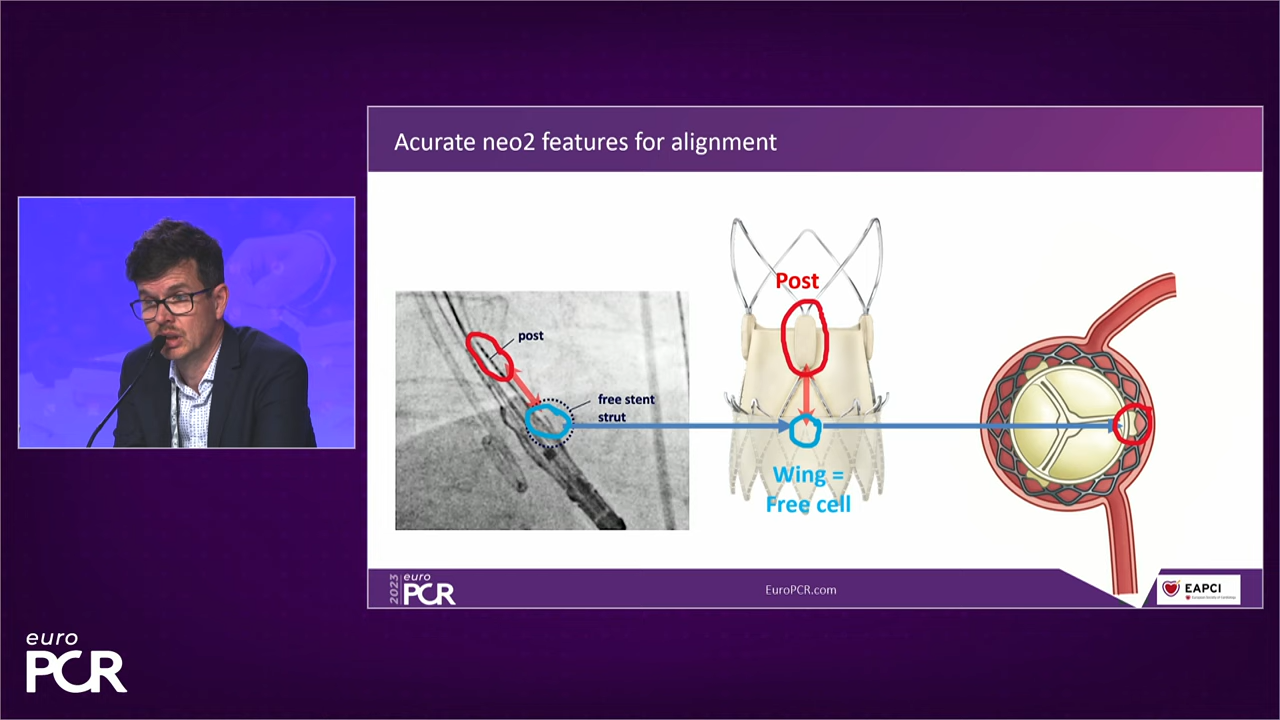 Acurate neo2 features for alignment
Post
post
free stent
strut
Wing =
Free cell
2023
euro
PCR
EuroPCR.com
EAPCI
euro
PCR